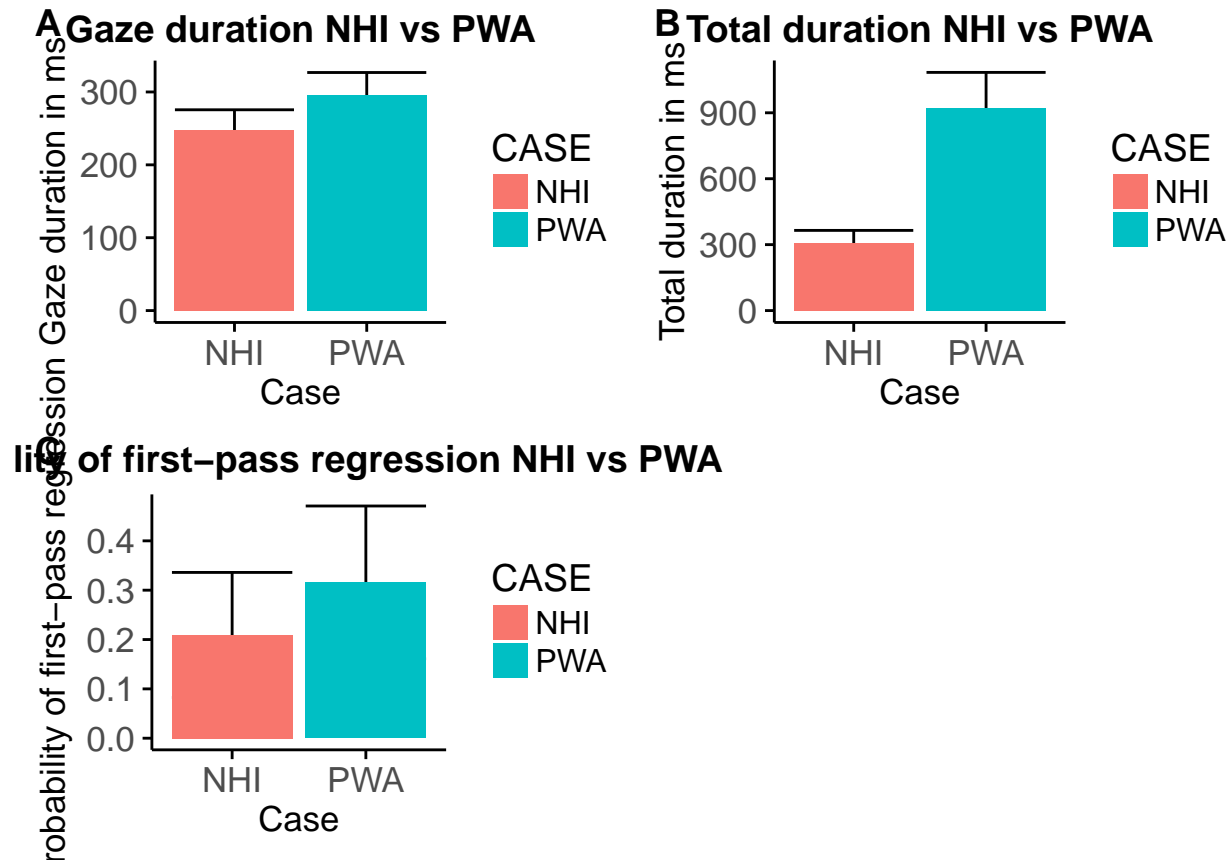 A Gaze duration NHI vs PWA
Gaze duration in ms
300
200
100
0
NHI PWA
Case
CASE
NHI
PWA
B Total duration NHI vs PWA
Total duration in ms
900
600
300
0
NHI PWA
Case
CASE
NHI
PWA
of first−pass regression NHI vs PWA
of first−pass regression
0.4
0.3
0.2
0.1
0.0
NHI PWA
Case
CASE
NHI
PWA